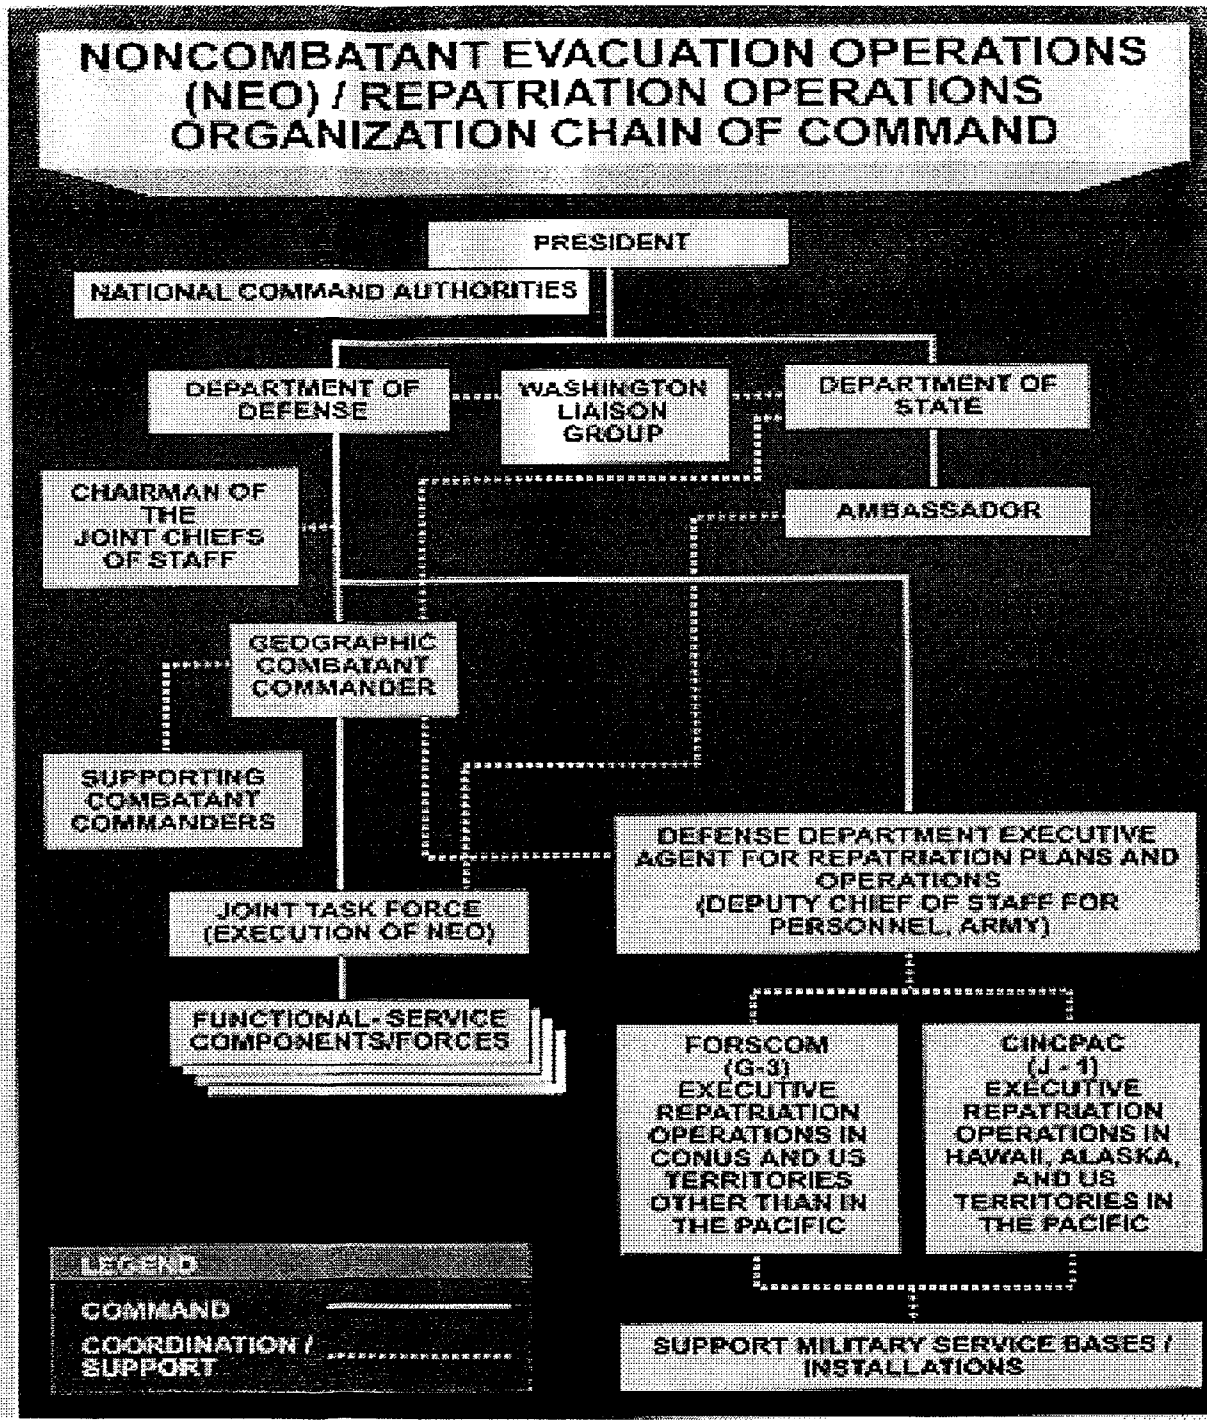 NONCOMBATANT EVACUATION OPERATIONS
(NEO) / REPATRIATION OPERATIONS
ORGANIZATION CHAIN OF COMMAND
PRESIDENT
NATIONAL COMMAND AUTHORITIES
DEPARTMENT OF
DEFENSE
WASHINGTON
LIAISON
GROUP
DEPARTMENT OF
STATE
CHAIRMAN OF
THE
JOINT CHIEFS
OF STAFF
AMBASSADOR
GEOGRAPHIC
COMBATANT
COMMANDER
SUPPORTING
COMBATANT
COMMANDERS
DEFENSE DEPARTMENT EXECUTIVE
AGENT FOR REPATRIATION PLANS AND
OPERATIONS
(DEPUTY CHIEF OF STAFF FOR
PERSONNEL, ARMY)
JOINT TASK FORCE
(EXECUTION OF NEO)
FUNCTIONAL - SERVICE
COMPONENTS/FORCES
FORSCOM
(G-3)
EXECUTIVE
REPATRIATION
OPERATIONS IN
CONUS AND US
TERRITORIES
OTHER THAN IN
THE PACIFIC
CINCPAC
(J - 1)
EXECUTIVE
REPATRIATION
OPERATIONS IN
HAWAII, ALASKA,
AND US
TERRITORIES IN
THE PACIFIC
LEGEND
COMMAND
COORDINATION /
SUPPORT
SUPPORT MILITARY SERVICE BASES /
INSTALLATIONS